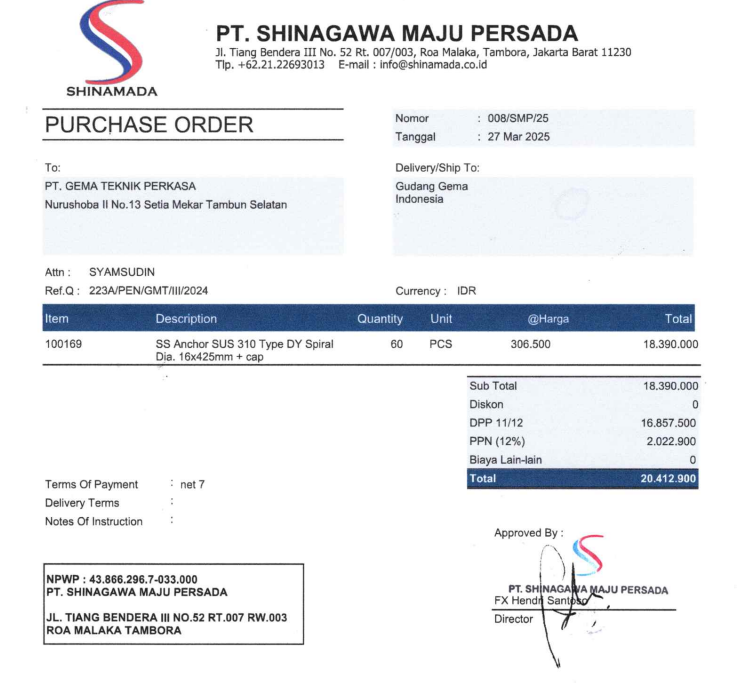 SHINAMADA
PT. SHINAGAWA MAJU PERSADA
Jl. Tiang Bendera III No. 52 Rt. 007/003, Roa Malaka, Tambora, Jakarta Barat 11230
Tlp. +62.21.22693013 E-mail : info@shinamada.co.id
PURCHASE ORDER
Nomor : 008/SMP/25
Tanggal : 27 Mar 2025
To:
PT. GEMA TEKNIK PERKASA
Nurushoba II No.13 Setia Mekar Tambun Selatan
Delivery/Ship To:
Gudang Gema
Indonesia
Attn : SYAMSUDIN
Ref.Q : 223A/PEN/GMT/III/2024
Currency : IDR
Item Description Quantity Unit @Harga Total
100169 SS Anchor SUS 310 Type DY Spiral 60 PCS 306.500 18.390.000
Dia. 16x425mm + cap
Sub Total 18.390.000
Diskon 0
DPP 11/12 16.857.500
PPN (12%) 2.022.900
Biaya Lain-lain 0
Total 20.412.900
Terms Of Payment : net 7
Delivery Terms :
Notes Of Instruction :
Approved By :
PT. SHINAGAWA MAJU PERSADA
FX Hendri Santoso
Director
NPWP : 43.866.296.7-033.000
PT. SHINAGAWA MAJU PERSADA
JL. TIANG BENDERA III NO.52 RT.007 RW.003
ROA MALAKA TAMBORA